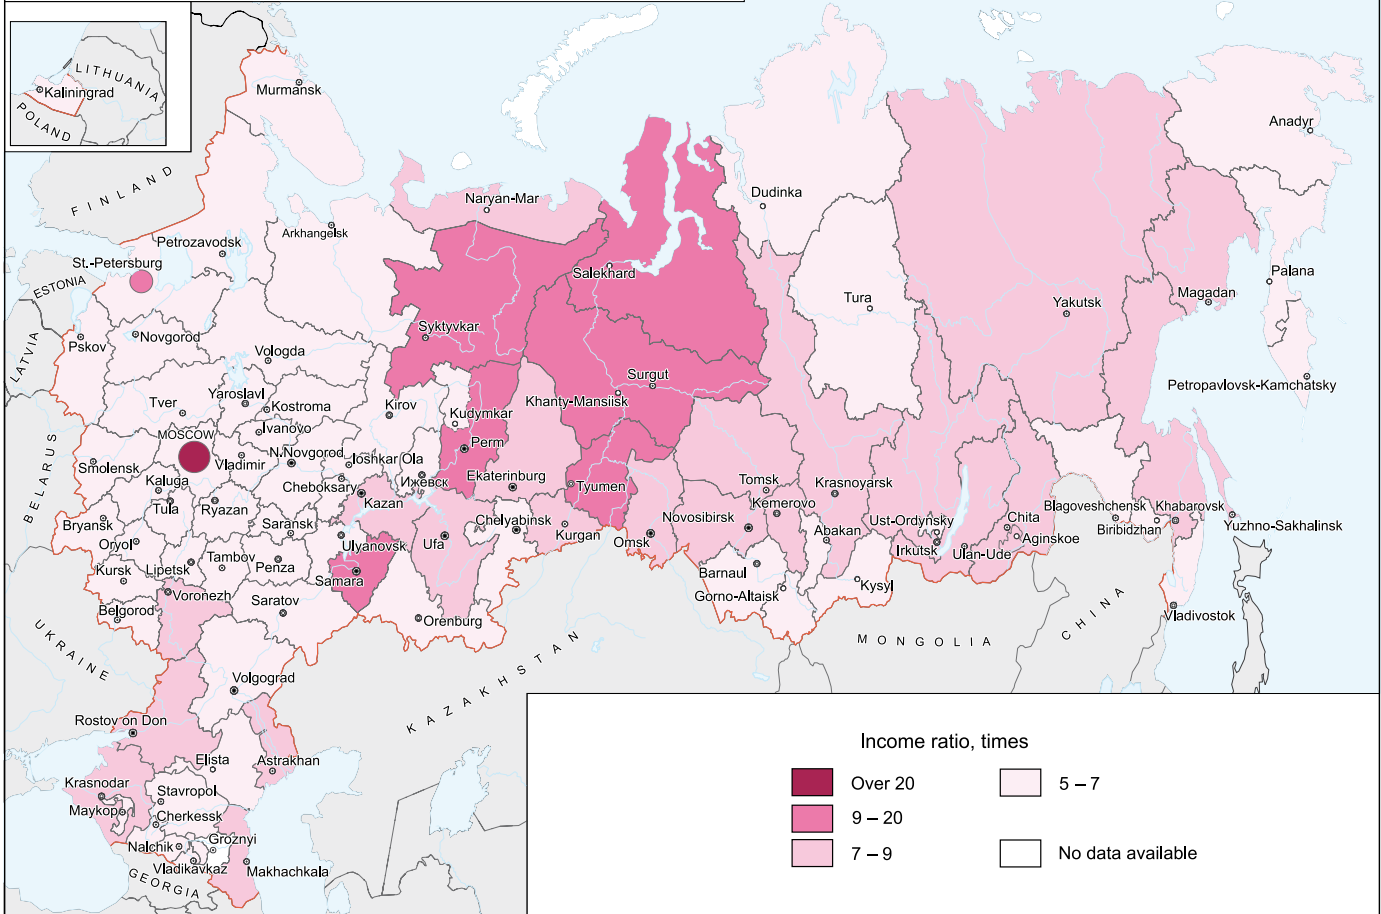 LITHUANIA
Kaliningrad
POLAND
Murmansk
Anadyr
FINLAND
Dudinka
Naryan-Mar
Arkhangelsk
Petrozavodsk
St.-Petersburg
Salekhard
Palana
ESTONIA
Tura
Yakutsk
Magadan
Syktyvkar
Novgorod
Pskov
LATVIA
Vologda
Surgut
Petropavlovsk-Kamchatsky
Yaroslavl
Tver
Kostroma
Kirov
Khanty-Mansiisk
Kudymkar
Ivanovo
MOSCOW
Perm
N.Novgorod
Joshkar Ola
Smolensk
Vladimir
BELARUS
Kaluga
Cheboksary
Ижевск
Ekaterinburg
Tyumen
Tomsk
Krasnoyarsk
Kazan
Kemerovo
Tula
Ryazan
Blagoveshchensk
Khabarovsk
Bryansk
Saransk
Chelyabinsk
Novosibirsk
Ust-Ordynsky
Chita
Yuzhno-Sakhalinsk
Abakan
Biribidzhan
Kurgan
Omsk
Aginskoe
Oryol
Ulyanovsk
Ufa
Irkutsk
Ulan-Ude
Tambov
Penza
Kursk
Lipetsk
Samara
Barnaul
Kysyl
Voronezh
Saratov
Gorno-Altaisk
Belgorod
Orenburg
Vladivostok
UKRAINE
MONGOLIA
CHINA
KAZAKHSTAN
Volgograd
Rostov on Don
Elista
Astrakhan
Krasnodar
Stavropol
Maykop
Cherkessk
Nalchik
Groznyi
Vladikavkaz
Makhachkala
GEORGIA
Income ratio, times
Over 20
5 – 7
9 – 20
7 – 9
No data available